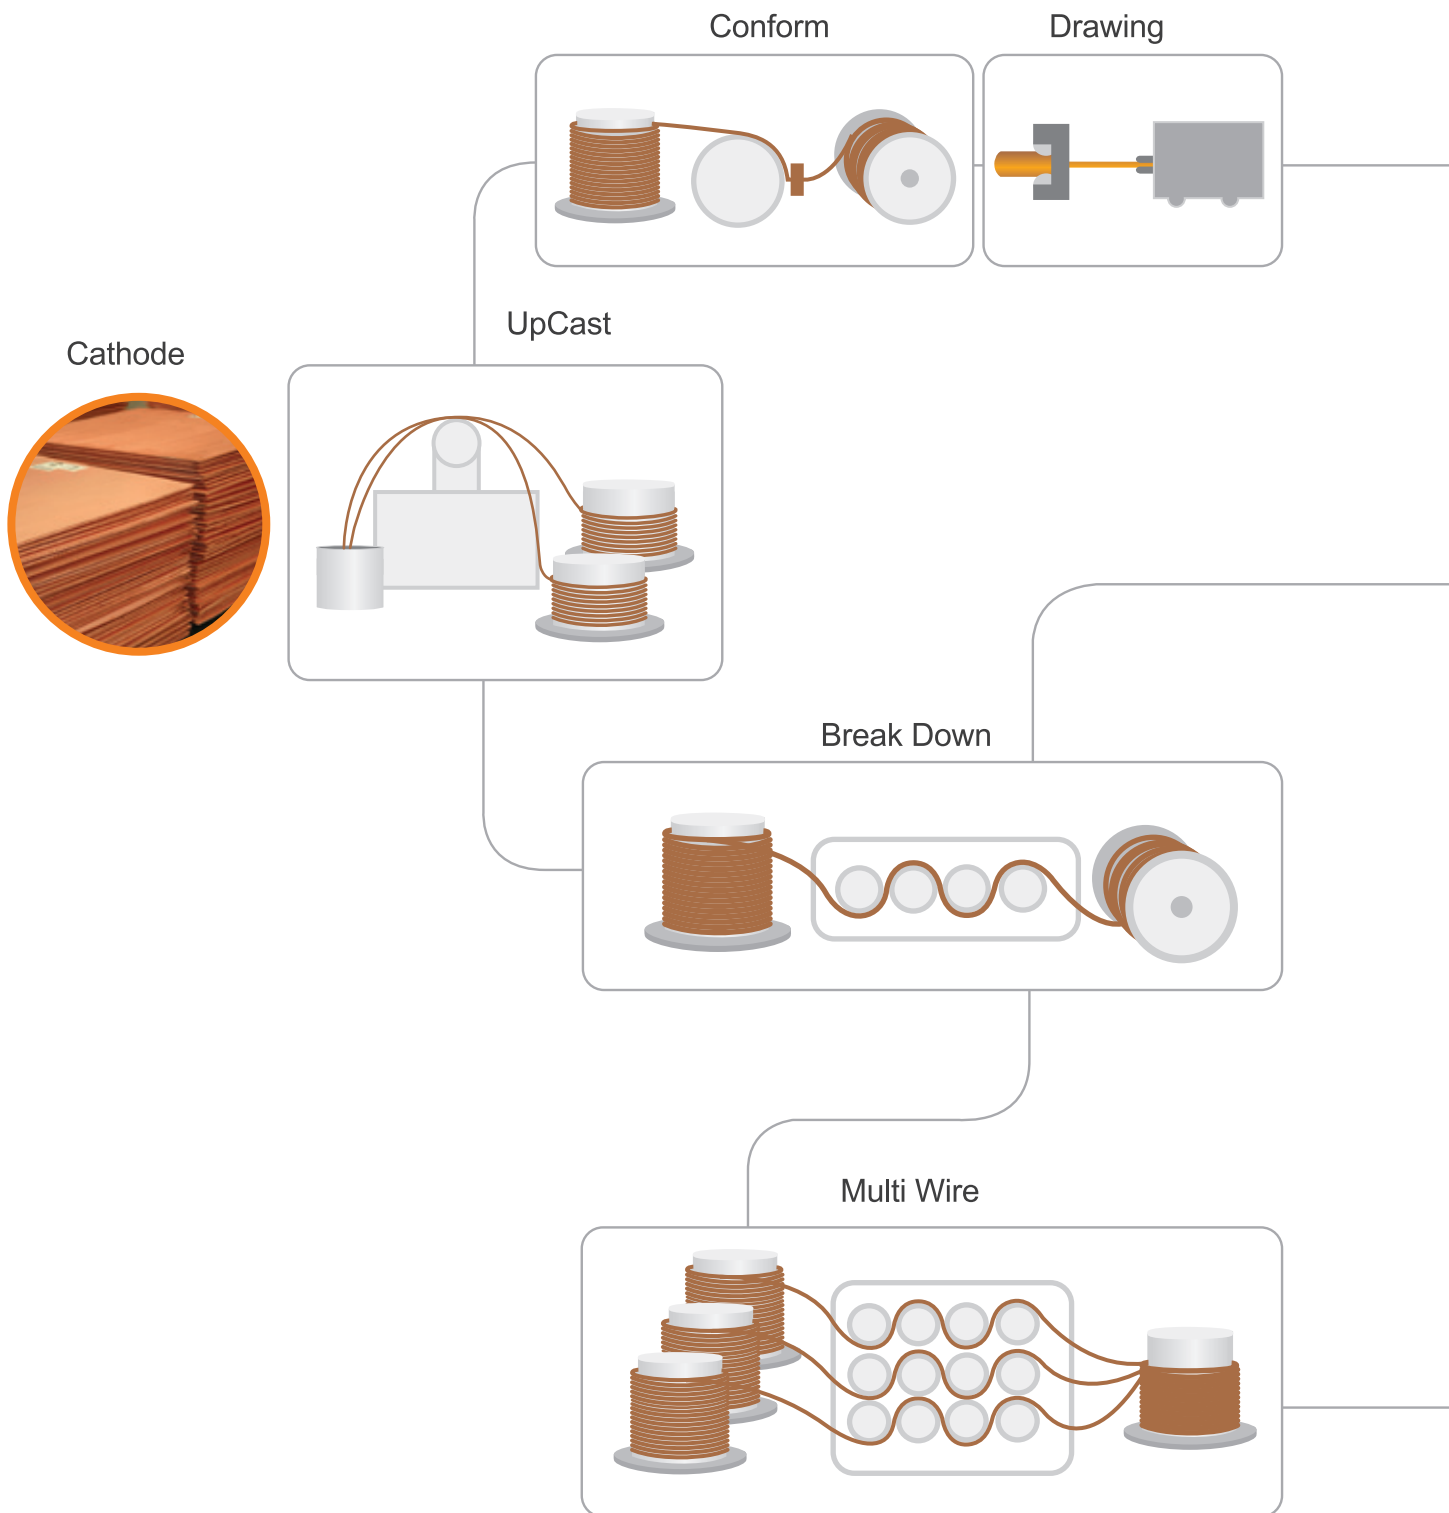 Conform
Drawing
UpCast
Cathode
Break Down
Multi Wire